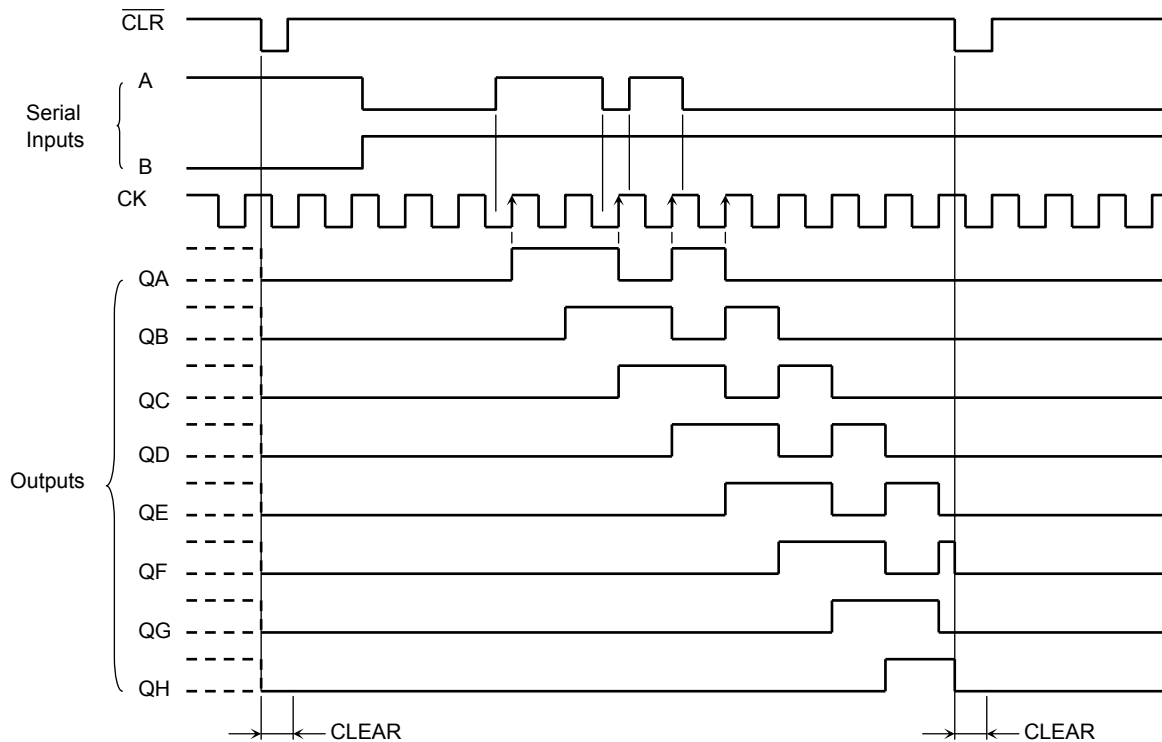 CLR
A
Serial
Inputs
B
CK
QA
QB
QC
QD
Outputs
QE
QF
QG
QH
CLEAR
CLEAR